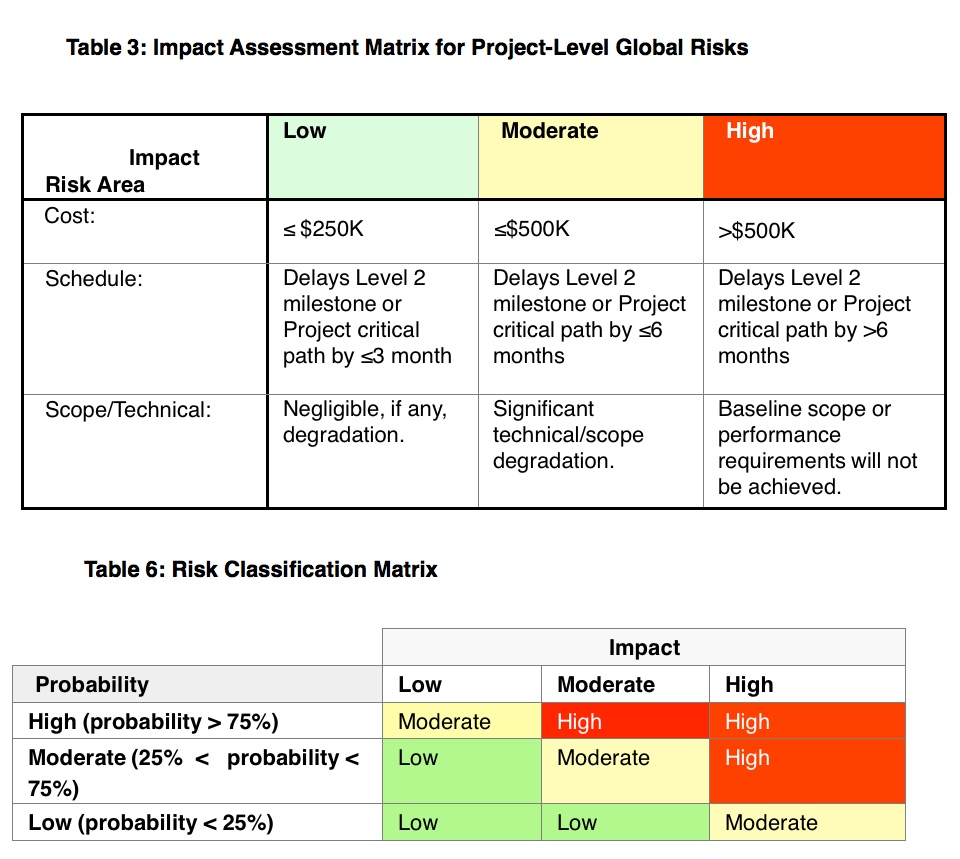 Table 3: Impact Assessment Matrix for Project-Level Global Risks
Impact
Risk Area
Low
Moderate
High
Cost:
≤ $250K
≤$500K
>$500K
Schedule:
Delays Level 2
milestone or
Project critical
path by ≤3 month
Delays Level 2
milestone or Project
critical path by ≤6
months
Delays Level 2
milestone or Project
critical path by >6
months
Scope/Technical:
Negligible, if any,
degradation.
Significant
technical/scope
degradation.
Baseline scope or
performance
requirements will not
be achieved.
Table 6: Risk Classification Matrix
Impact
Probability
Low
Moderate
High
High (probability > 75%)
Moderate
High
High
Moderate (25% < probability <
75%)
Low
Moderate
High
Low (probability < 25%)
Low
Low
Moderate